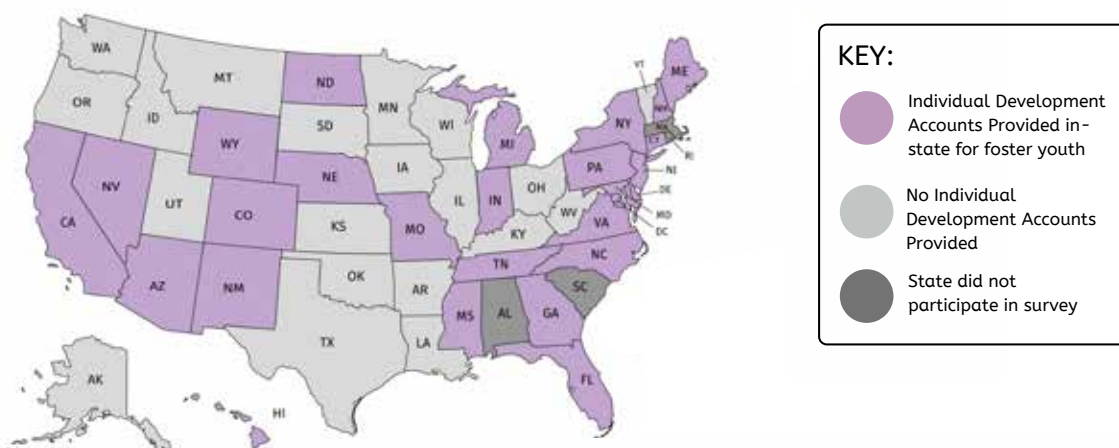 WA
MT
ND
MN
VT
ME
OR
ID
SD
WI
NY
NH
MA
WY
MI
CT
RI
IA
NE
PA
NJ
NV
UT
IL
IN
OH
DE
CO
WV
MD
CA
KS
MO
VA
DC
KY
AZ
NM
OK
TN
NC
AR
SC
MS
AL
GA
TX
LA
FL
AK
HI
KEY:
Individual Development
Accounts Provided in-
state for foster youth
No Individual
Development Accounts
Provided
State did not
participate in survey